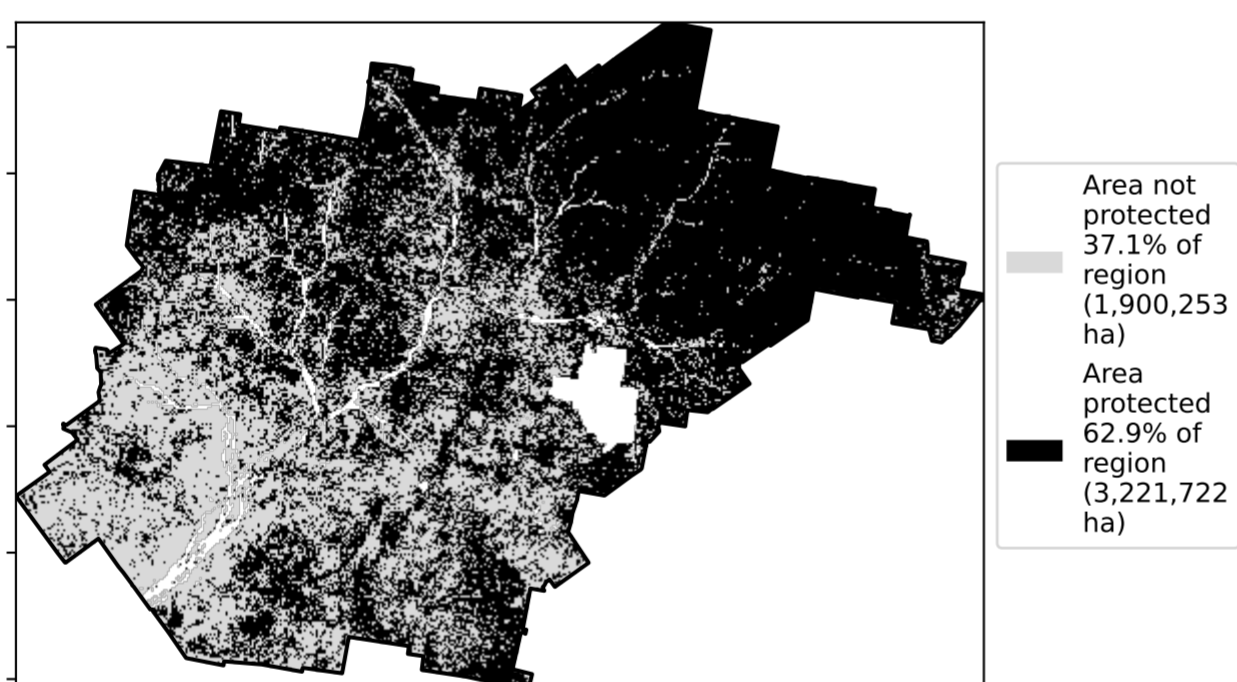 Area not
protected
37.1% of
region
(1,900,253
ha)
Area
protected
62.9% of
region
(3,221,722
ha)